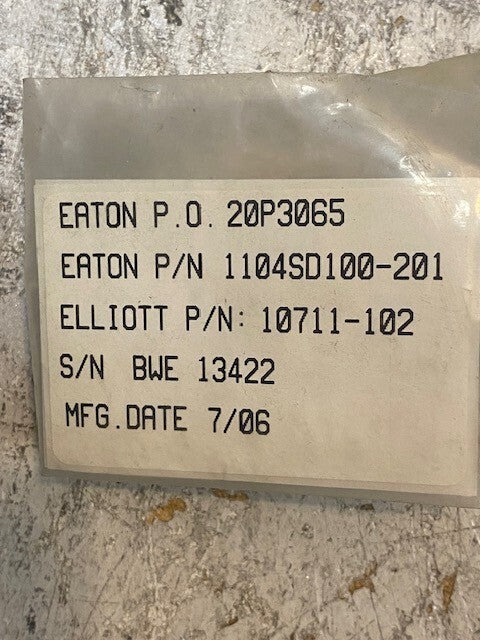 EATON P.O. 20P3065
EATON P/N 1104SD100-201
ELLIOTT P/N: 10711-102
S/N BWE 13422
MFG.DATE 7/06